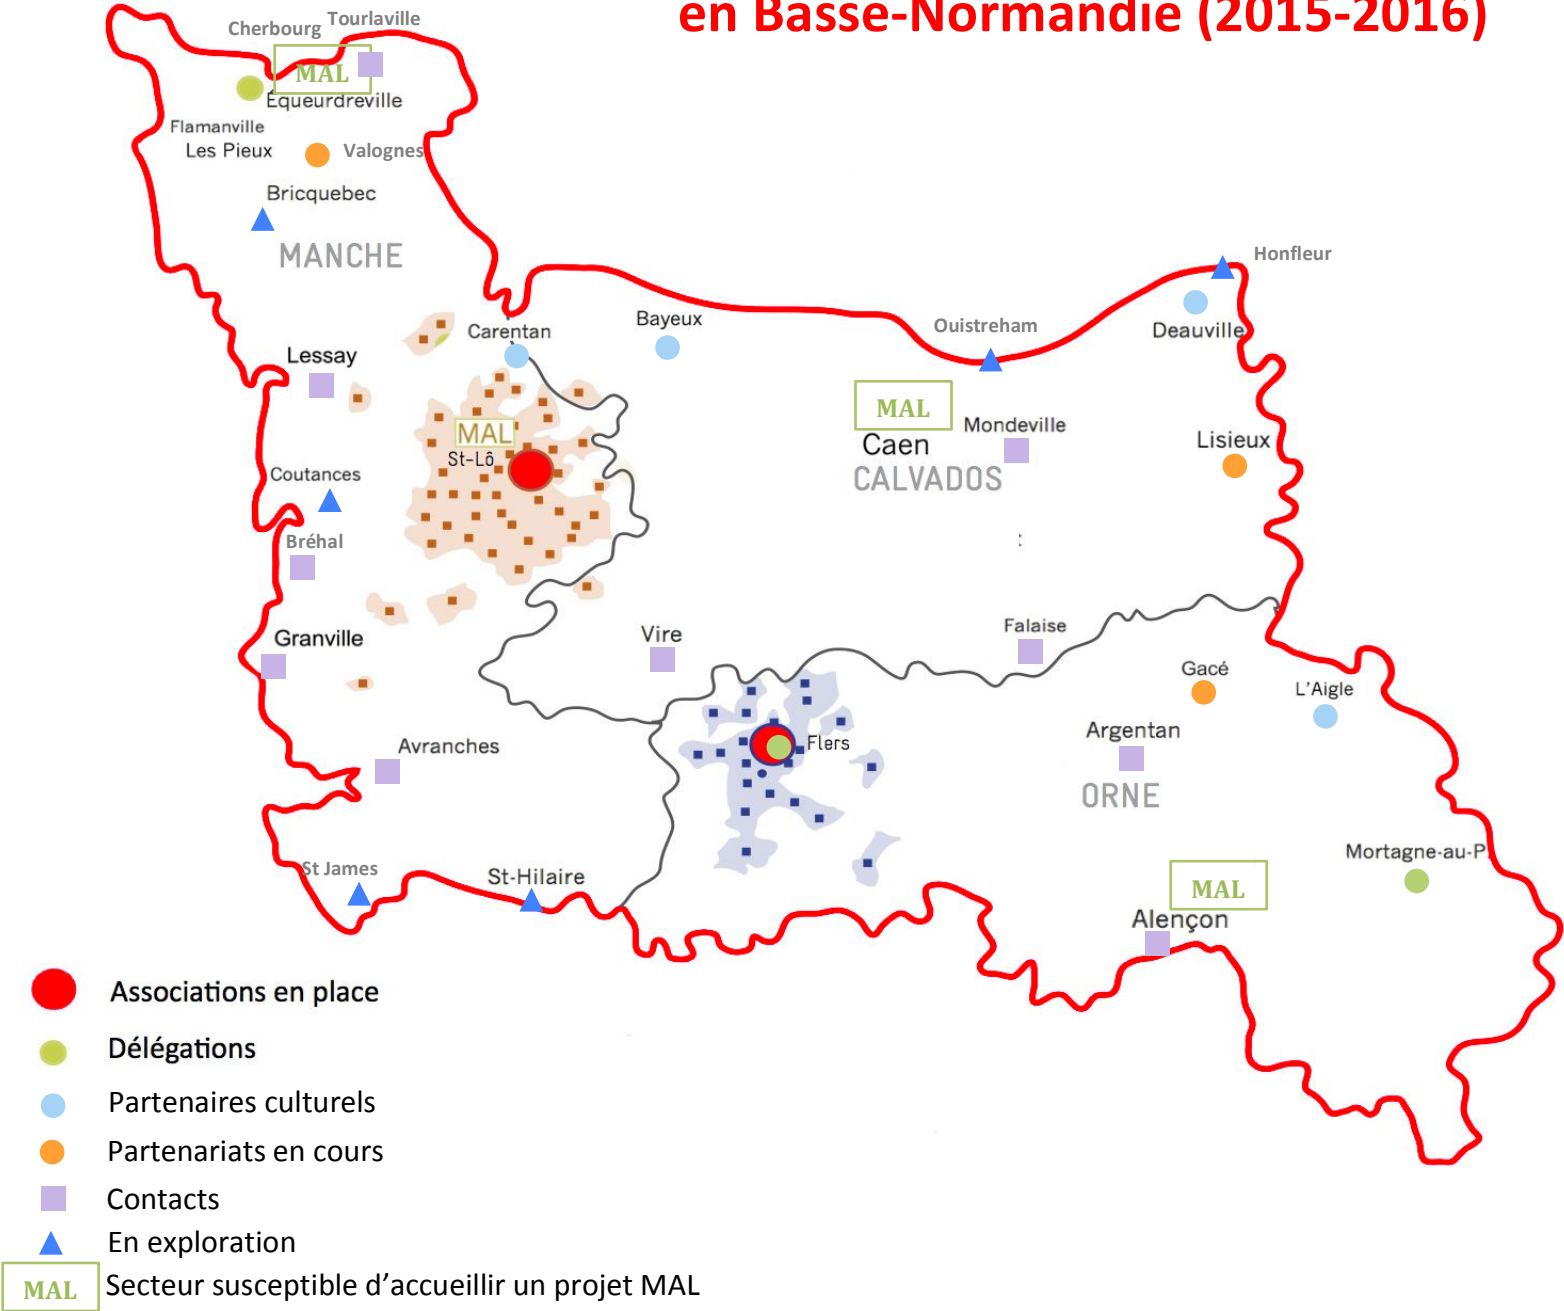 en Basse-Normandie (2015-2016)
Tourlaville
Cherbourg
MAL
Équeurdreville
Flamanville
Les Pieux
Valognes
Bricquebec
MANCHE
Honfleur
Carentan
Bayeux
Ouistreham
Deauville
Lessay
MAL
Caen
Mondeville
CALVADOS
Lisieux
MAL
St-Lô
Coutances
Bréhal
:
Granville
Vire
Falaise
Gacé
L'Aigle
Argentan
Avranches
Flers
ORNE
Mortagne-au-P.
St James
St-Hilaire
MAL
Alençon
Associations en place
Délégations
Partenaires culturels
Partenariats en cours
Contacts
En exploration
MAL Secteur susceptible d’accueillir un projet MAL